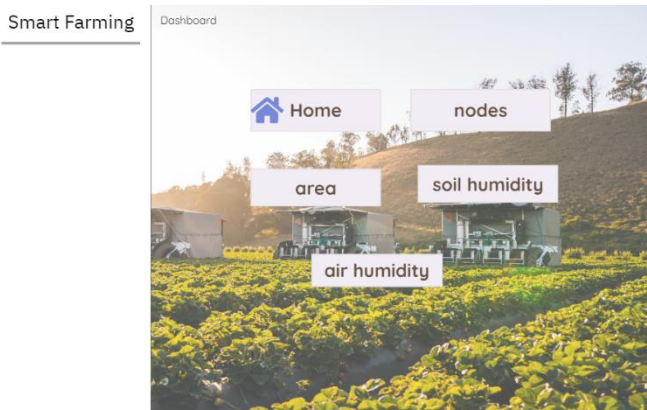 Smart Farming
Dashboard
Home
nodes
area
soil humidity
air humidity